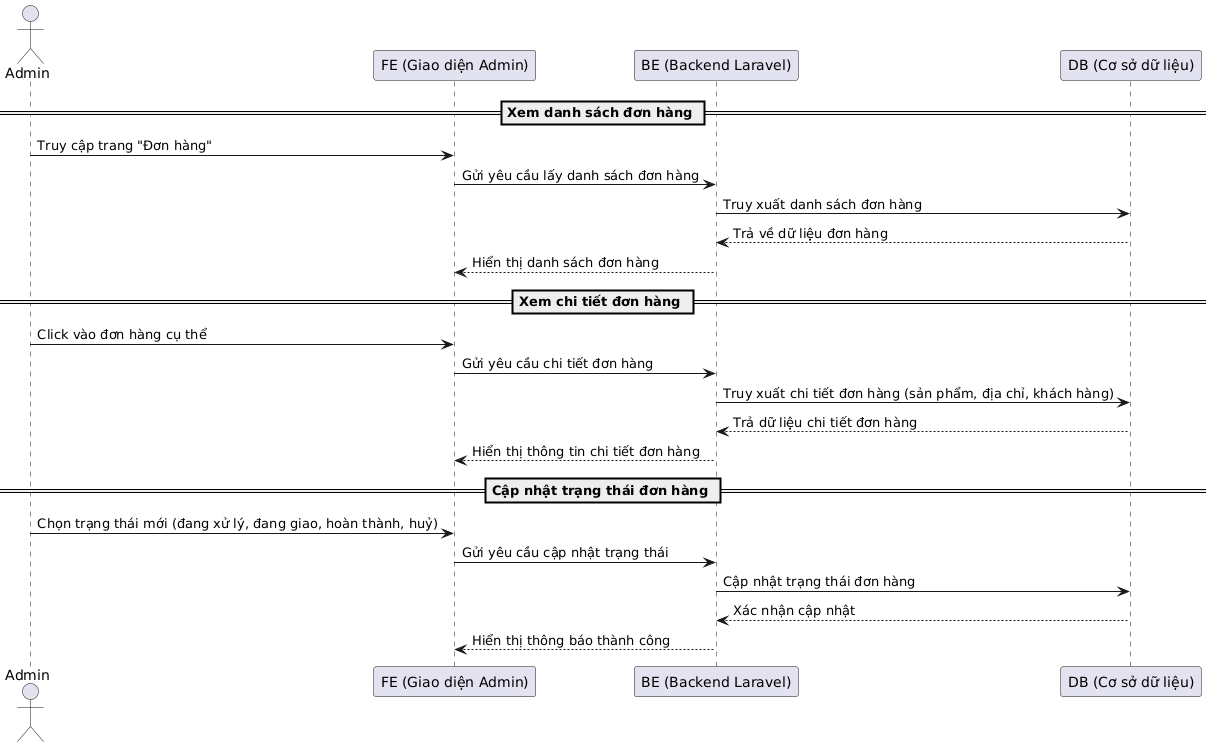 Admin
FE (Giao diện Admin)
BE (Backend Laravel)
DB (Cơ sở dữ liệu)
Xem danh sách đơn hàng
Truy cập trang "Đơn hàng"
Gửi yêu cầu lấy danh sách đơn hàng
Truy xuất danh sách đơn hàng
Trả về dữ liệu đơn hàng
Hiển thị danh sách đơn hàng
Xem chi tiết đơn hàng
Click vào đơn hàng cụ thể
Gửi yêu cầu chi tiết đơn hàng
Truy xuất chi tiết đơn hàng (sản phẩm, địa chỉ, khách hàng)
Trả dữ liệu chi tiết đơn hàng
Hiển thị thông tin chi tiết đơn hàng
Cập nhật trạng thái đơn hàng
Chọn trạng thái mới (đang xử lý, đang giao, hoàn thành, huỷ)
Gửi yêu cầu cập nhật trạng thái
Cập nhật trạng thái đơn hàng
Xác nhận cập nhật
Hiển thị thông báo thành công
Admin
FE (Giao diện Admin)
BE (Backend Laravel)
DB (Cơ sở dữ liệu)